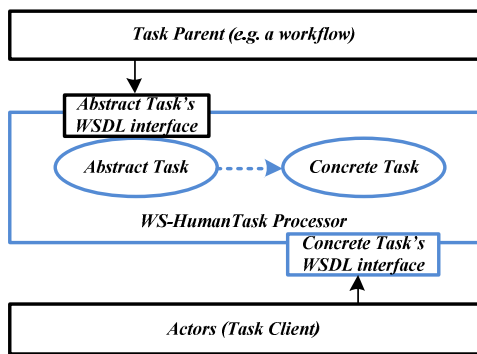 Task Parent (e.g. a workflow)
Abstract Task's
WSDL interface
Abstract Task
Concrete Task
WS-HumanTask Processor
Concrete Task's
WSDL interface
Actors (Task Client)